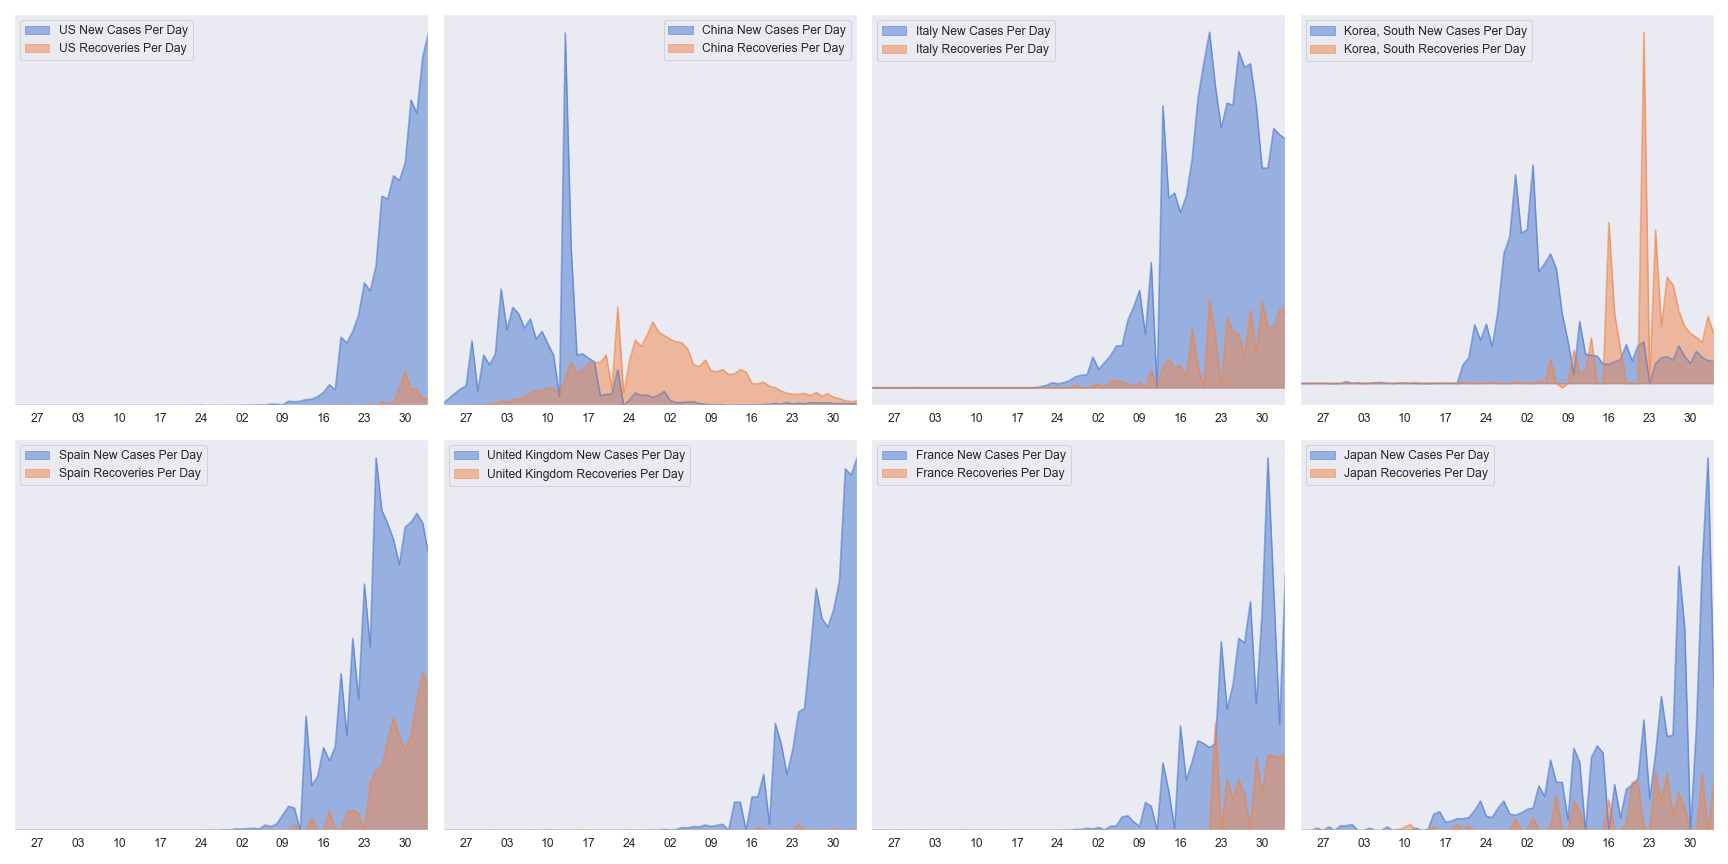 US New Cases Per Day
US Recoveries Per Day
27 03 10 17 24 02 09 16 23 30
China New Cases Per Day
China Recoveries Per Day
27 03 10 17 24 02 09 16 23 30
Italy New Cases Per Day
Italy Recoveries Per Day
27 03 10 17 24 02 09 16 23 30
Korea, South New Cases Per Day
Korea, South Recoveries Per Day
27 03 10 17 24 02 09 16 23 30
Spain New Cases Per Day
Spain Recoveries Per Day
27 03 10 17 24 02 09 16 23 30
United Kingdom New Cases Per Day
United Kingdom Recoveries Per Day
27 03 10 17 24 02 09 16 23 30
France New Cases Per Day
France Recoveries Per Day
27 03 10 17 24 02 09 16 23 30
Japan New Cases Per Day
Japan Recoveries Per Day
27 03 10 17 24 02 09 16 23 30